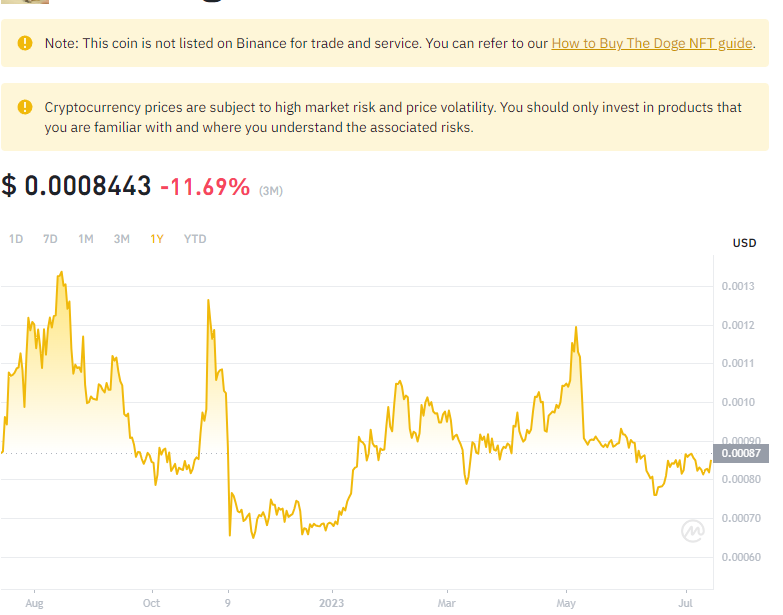 Note: This coin is not listed on Binance for trade and service. You can refer to our How to Buy The Doge NFT guide.
Cryptocurrency prices are subject to high market risk and price volatility. You should only invest in products that
you are familiar with and where you understand the associated risks.
$ 0.0008443 -11.69% (3M)
1D 7D 1M 3M 1Y YTD
USD
0.0013
0.0012
0.0011
0.0010
0.00090
0.00087
0.00080
0.00070
0.00060
Aug Oct 9 2023 Mar May Jul